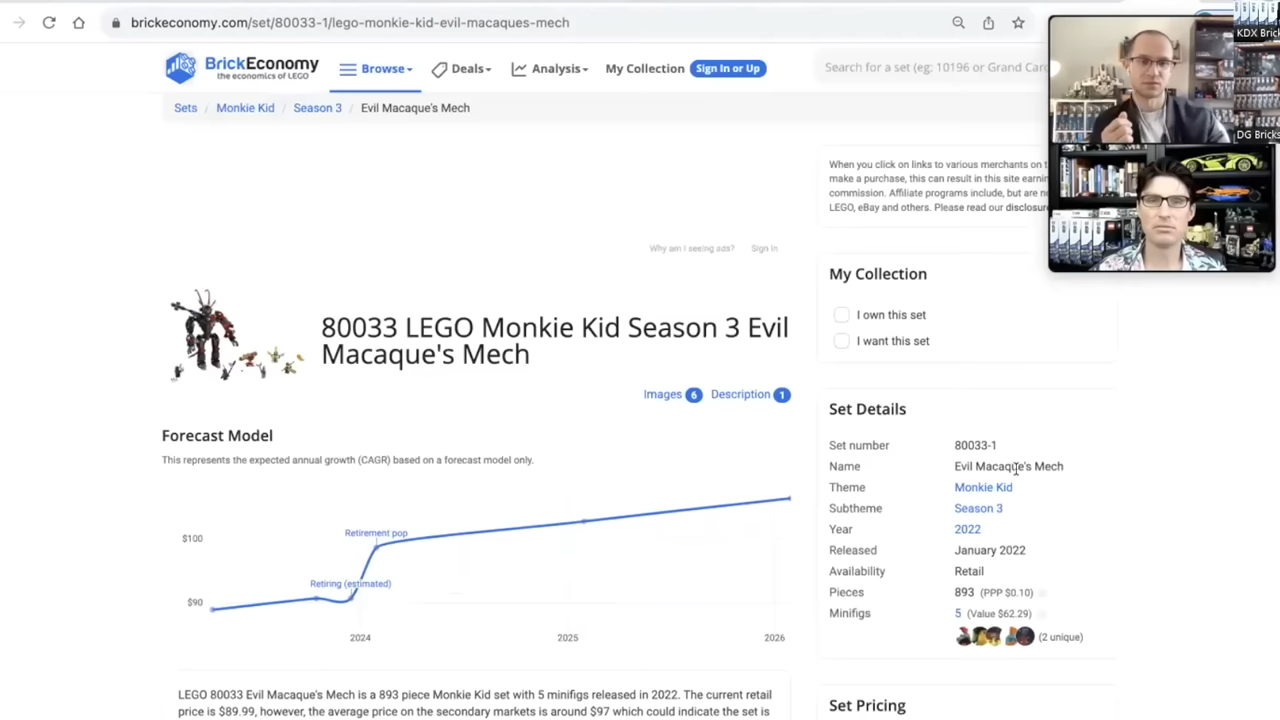 brickeconomy.com/set/80033-1/lego-monkie-kid-evil-macaques-mech
KDX Brick
DG Bricks
BrickEconomy
the economics of LEGO
Browse
Deals
Analysis
My Collection
Sign In or Up
Search for a set (eg: 10196 or Grand Caro
Sets / Monkie Kid / Season 3 / Evil Macaque's Mech
When you click on links to various merchants on t
make a purchase, this can result in this site earnin
commission. Affiliate programs include, but are no
LEGO, eBay and others. Please read our disclosure
Why am I seeing ads? Sign In
80033 LEGO Monkie Kid Season 3 Evil
Macaque's Mech
Images 6 Description 1
Forecast Model
This represents the expected annual growth (CAGR) based on a forecast model only.
Retirement pop
$100
Retiring (estimated)
$90
2024 2025 2026
LEGO 80033 Evil Macaque's Mech is a 893 piece Monkie Kid set with 5 minifigs released in 2022. The current retail
price is $89.99, however, the average price on the secondary markets is around $97 which could indicate the set is
My Collection
I own this set
I want this set
Set Details
Set number 80033-1
Name Evil Macaque's Mech
Theme Monkie Kid
Subtheme Season 3
Year 2022
Released January 2022
Availability Retail
Pieces 893 (PPP $0.10)
Minifigs 5 (Value $62.29)
(2 unique)
Set Pricing